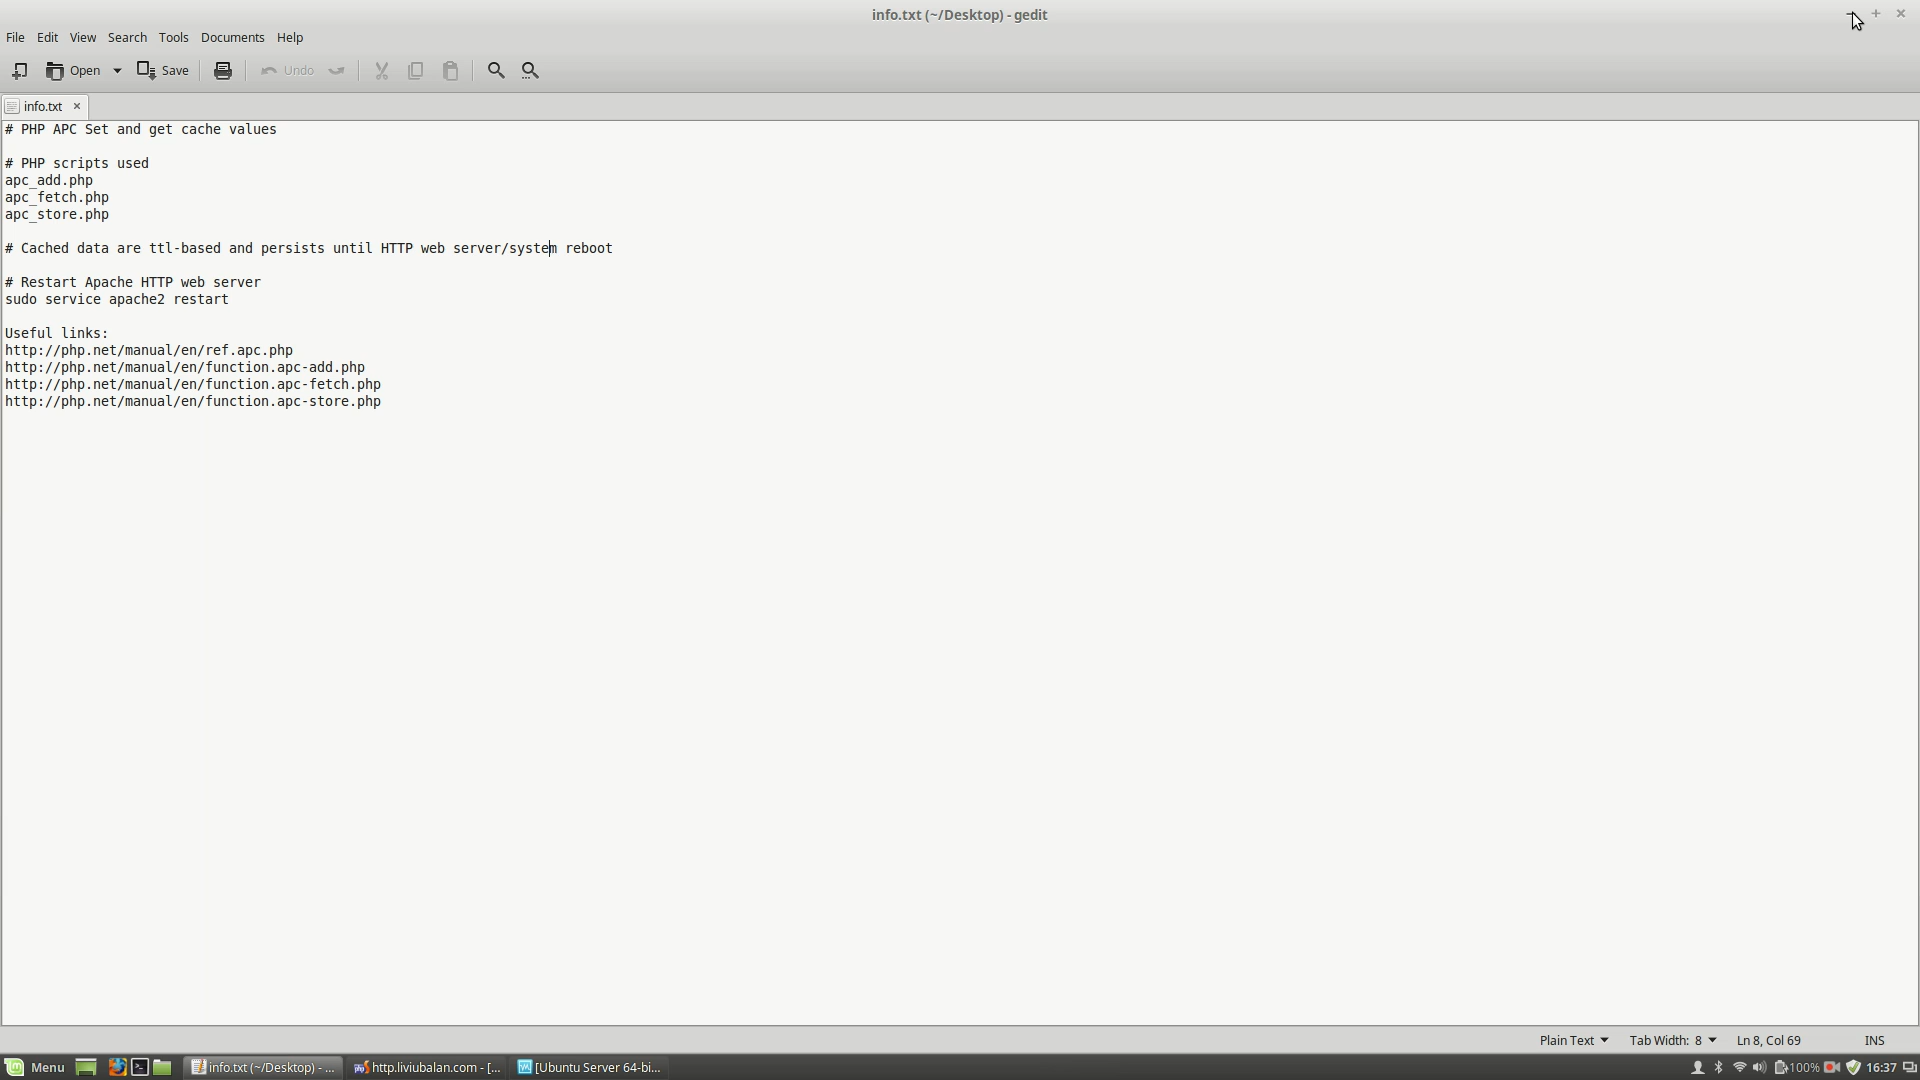 info.txt (~/Desktop) - gedit
File Edit View Search Tools Documents Help
Open Save Undo
info.txt
# PHP APC Set and get cache values
# PHP scripts used
apc_add.php
apc_fetch.php
apc_store.php
# Cached data are ttl-based and persists until HTTP web server/system reboot
# Restart Apache HTTP web server
sudo service apache2 restart
Useful links:
http://php.net/manual/en/ref.apc.php
http://php.net/manual/en/function.apc-add.php
http://php.net/manual/en/function.apc-fetch.php
http://php.net/manual/en/function.apc-store.php
Plain Text Tab Width: 8 Ln 8, Col 69 INS
Menu info.txt (~/Desktop) - ... http.liviubalan.com - [... [Ubuntu Server 64-bi... 100% 16:37